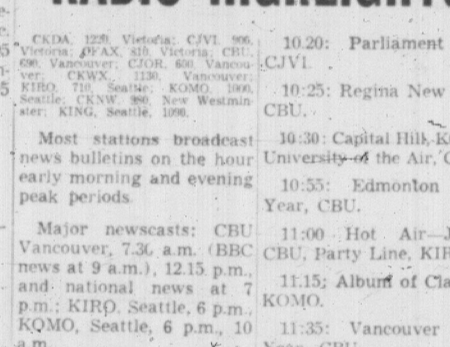 RADIO HIGHLIGHTS
CKDA, 1220, Victoria; CJVI, 900,
Victoria; CFAX, 810, Victoria; CBU,
690, Vancouver; CJOR, 600, Vancou-
ver; CKWX, 1130, Vancouver;
KIRO, 710, Seattle; KOMO, 1000,
Seattle; CKNW, 980, New Westmin-
ster; KING, Seattle, 1090.
Most stations broadcast
news bulletins on the hour
early morning and evening
peak periods.
Major newscasts: CBU
Vancouver, 7.30 a.m. (BBC
news at 9 a.m.), 12.15 p.m.,
and national news at 7
p.m.; KIRO, Seattle, 6 p.m.,
KOMO, Seattle, 6 p.m., 10
a.m.
10.20: Parliament
CJVI.
10:25: Regina New
CBU.
10:30: Capital Hill, K
University of the Air, C
10:55: Edmonton
Year, CBU.
11:00 Hot Air—J
CBU, Party Line, KIR
11.15; Album of Cla
KOMO.
11:35: Vancouver